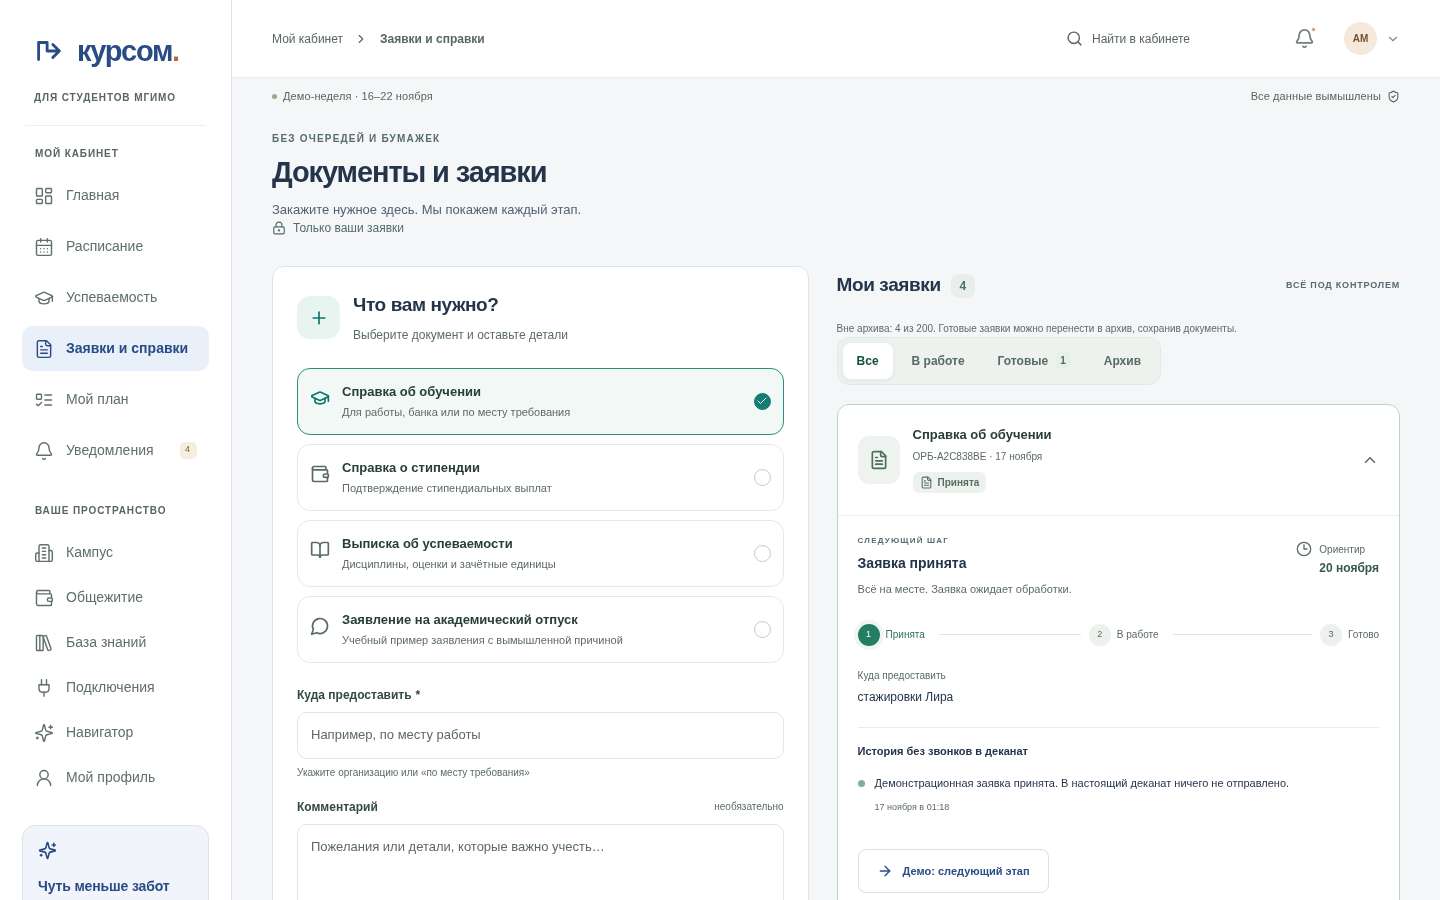 курсом.
ДЛЯ СТУДЕНТОВ МГИМО
МОЙ КАБИНЕТ
Главная
Расписание
Успеваемость
Заявки и справки
Мой план
Уведомления 4
ВАШЕ ПРОСТРАНСТВО
Кампус
Общежитие
База знаний
Подключения
Навигатор
Мой профиль
Чуть меньше забот
Мой кабинет Заявки и справки
Найти в кабинете
АМ
Демо-неделя · 16–22 ноября
Все данные вымышлены
БЕЗ ОЧЕРЕДЕЙ И БУМАЖЕК
Документы и заявки
Закажите нужное здесь. Мы покажем каждый этап.
Только ваши заявки
Что вам нужно?
Выберите документ и оставьте детали
Справка об обучении
Для работы, банка или по месту требования
Справка о стипендии
Подтверждение стипендиальных выплат
Выписка об успеваемости
Дисциплины, оценки и зачётные единицы
Заявление на академический отпуск
Учебный пример заявления с вымышленной причиной
Куда предоставить *
Например, по месту работы
Укажите организацию или «по месту требования»
Комментарий необязательно
Пожелания или детали, которые важно учесть…
Мои заявки 4
ВСЁ ПОД КОНТРОЛЕМ
Вне архива: 4 из 200. Готовые заявки можно перенести в архив, сохранив документы.
Все В работе Готовые 1 Архив
Справка об обучении
ОРБ-A2C838BE · 17 ноября
Принята
СЛЕДУЮЩИЙ ШАГ
Заявка принята
Всё на месте. Заявка ожидает обработки.
Ориентир
20 ноября
1 Принята 2 В работе 3 Готово
Куда предоставить
стажировки Лира
История без звонков в деканат
Демонстрационная заявка принята. В настоящий деканат ничего не отправлено.
17 ноября в 01:18
Демо: следующий этап